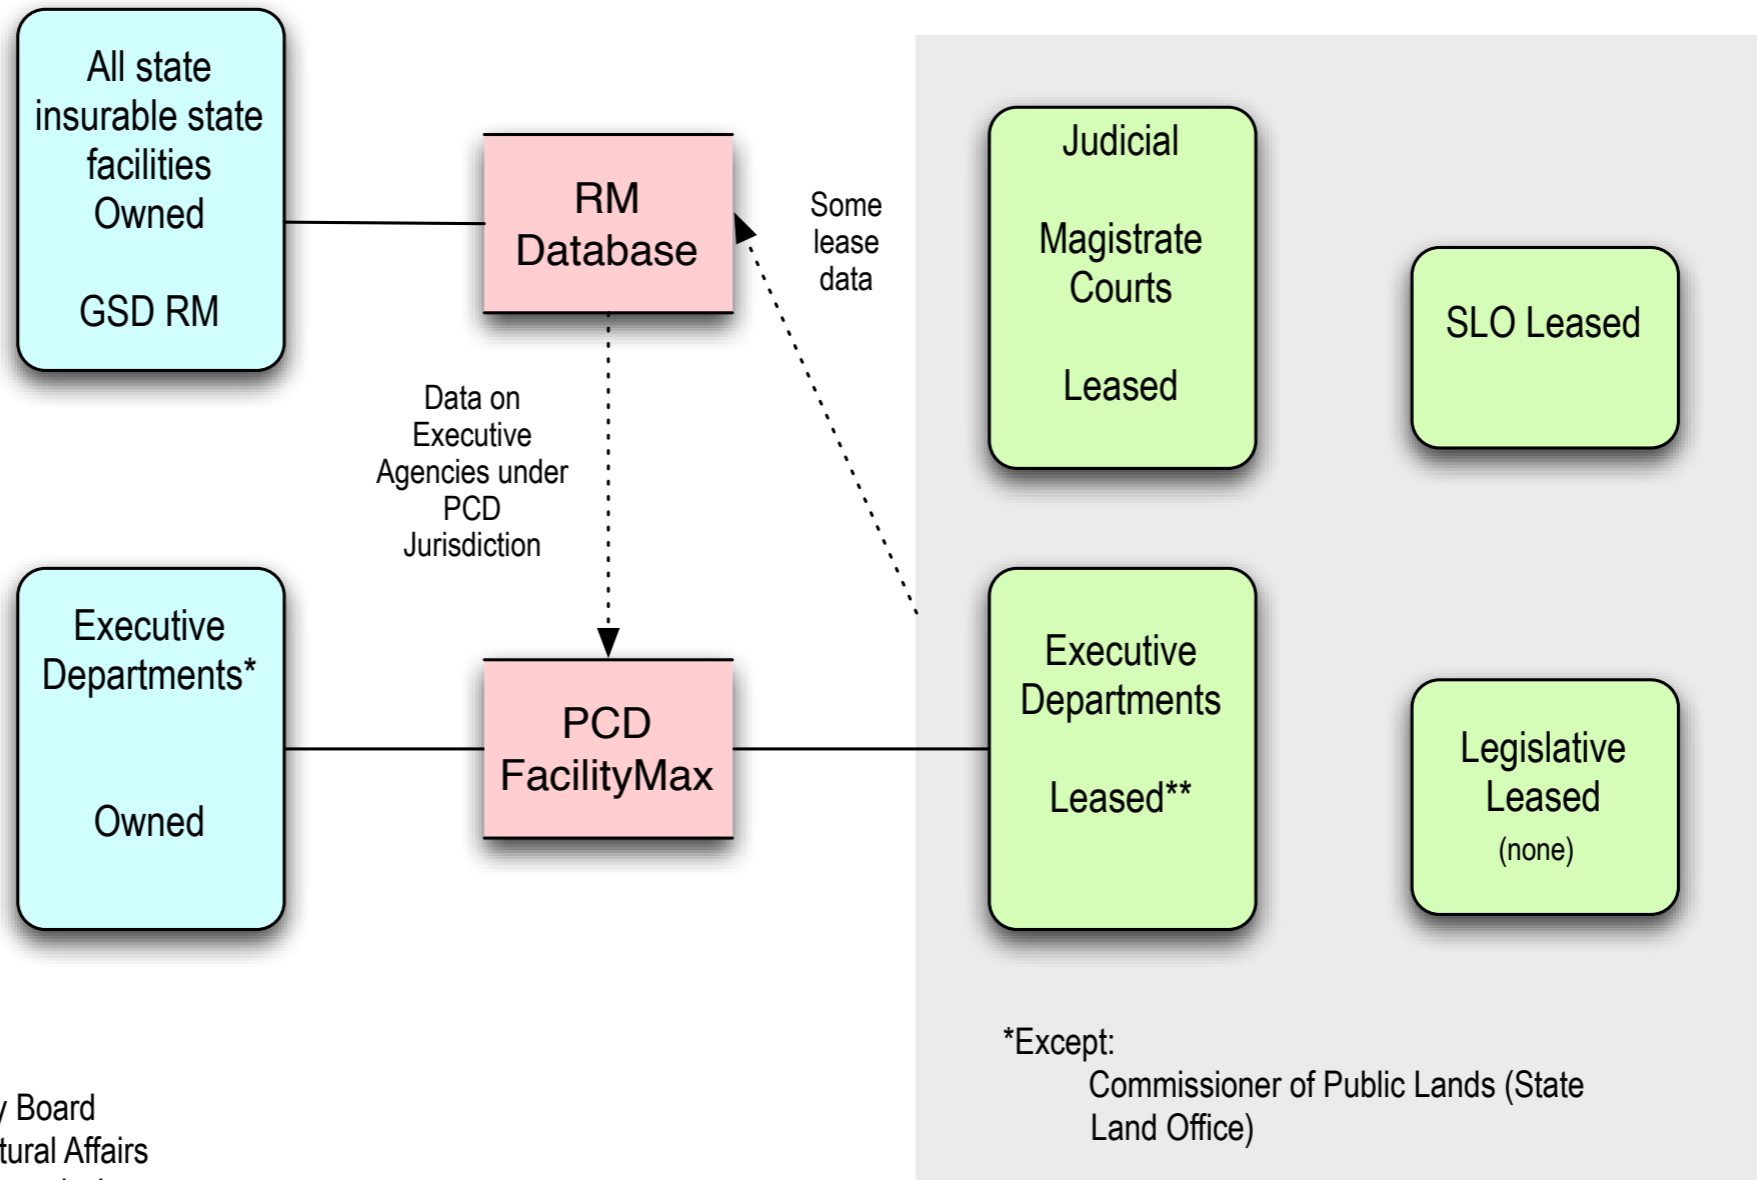 All state
insurable state
facilities
Owned
GSD RM
RM
Database
Some
lease
data
Judicial
Magistrate
Courts
Leased
SLO Leased
Data on
Executive
Agencies under
PCD
Jurisdiction
Executive
Departments*
Owned
PCD
FacilityMax
Executive
Departments
Leased**
Legislative
Leased
(none)
*Except:
Commissioner of Public Lands (State
Land Office)
Board
Affairs